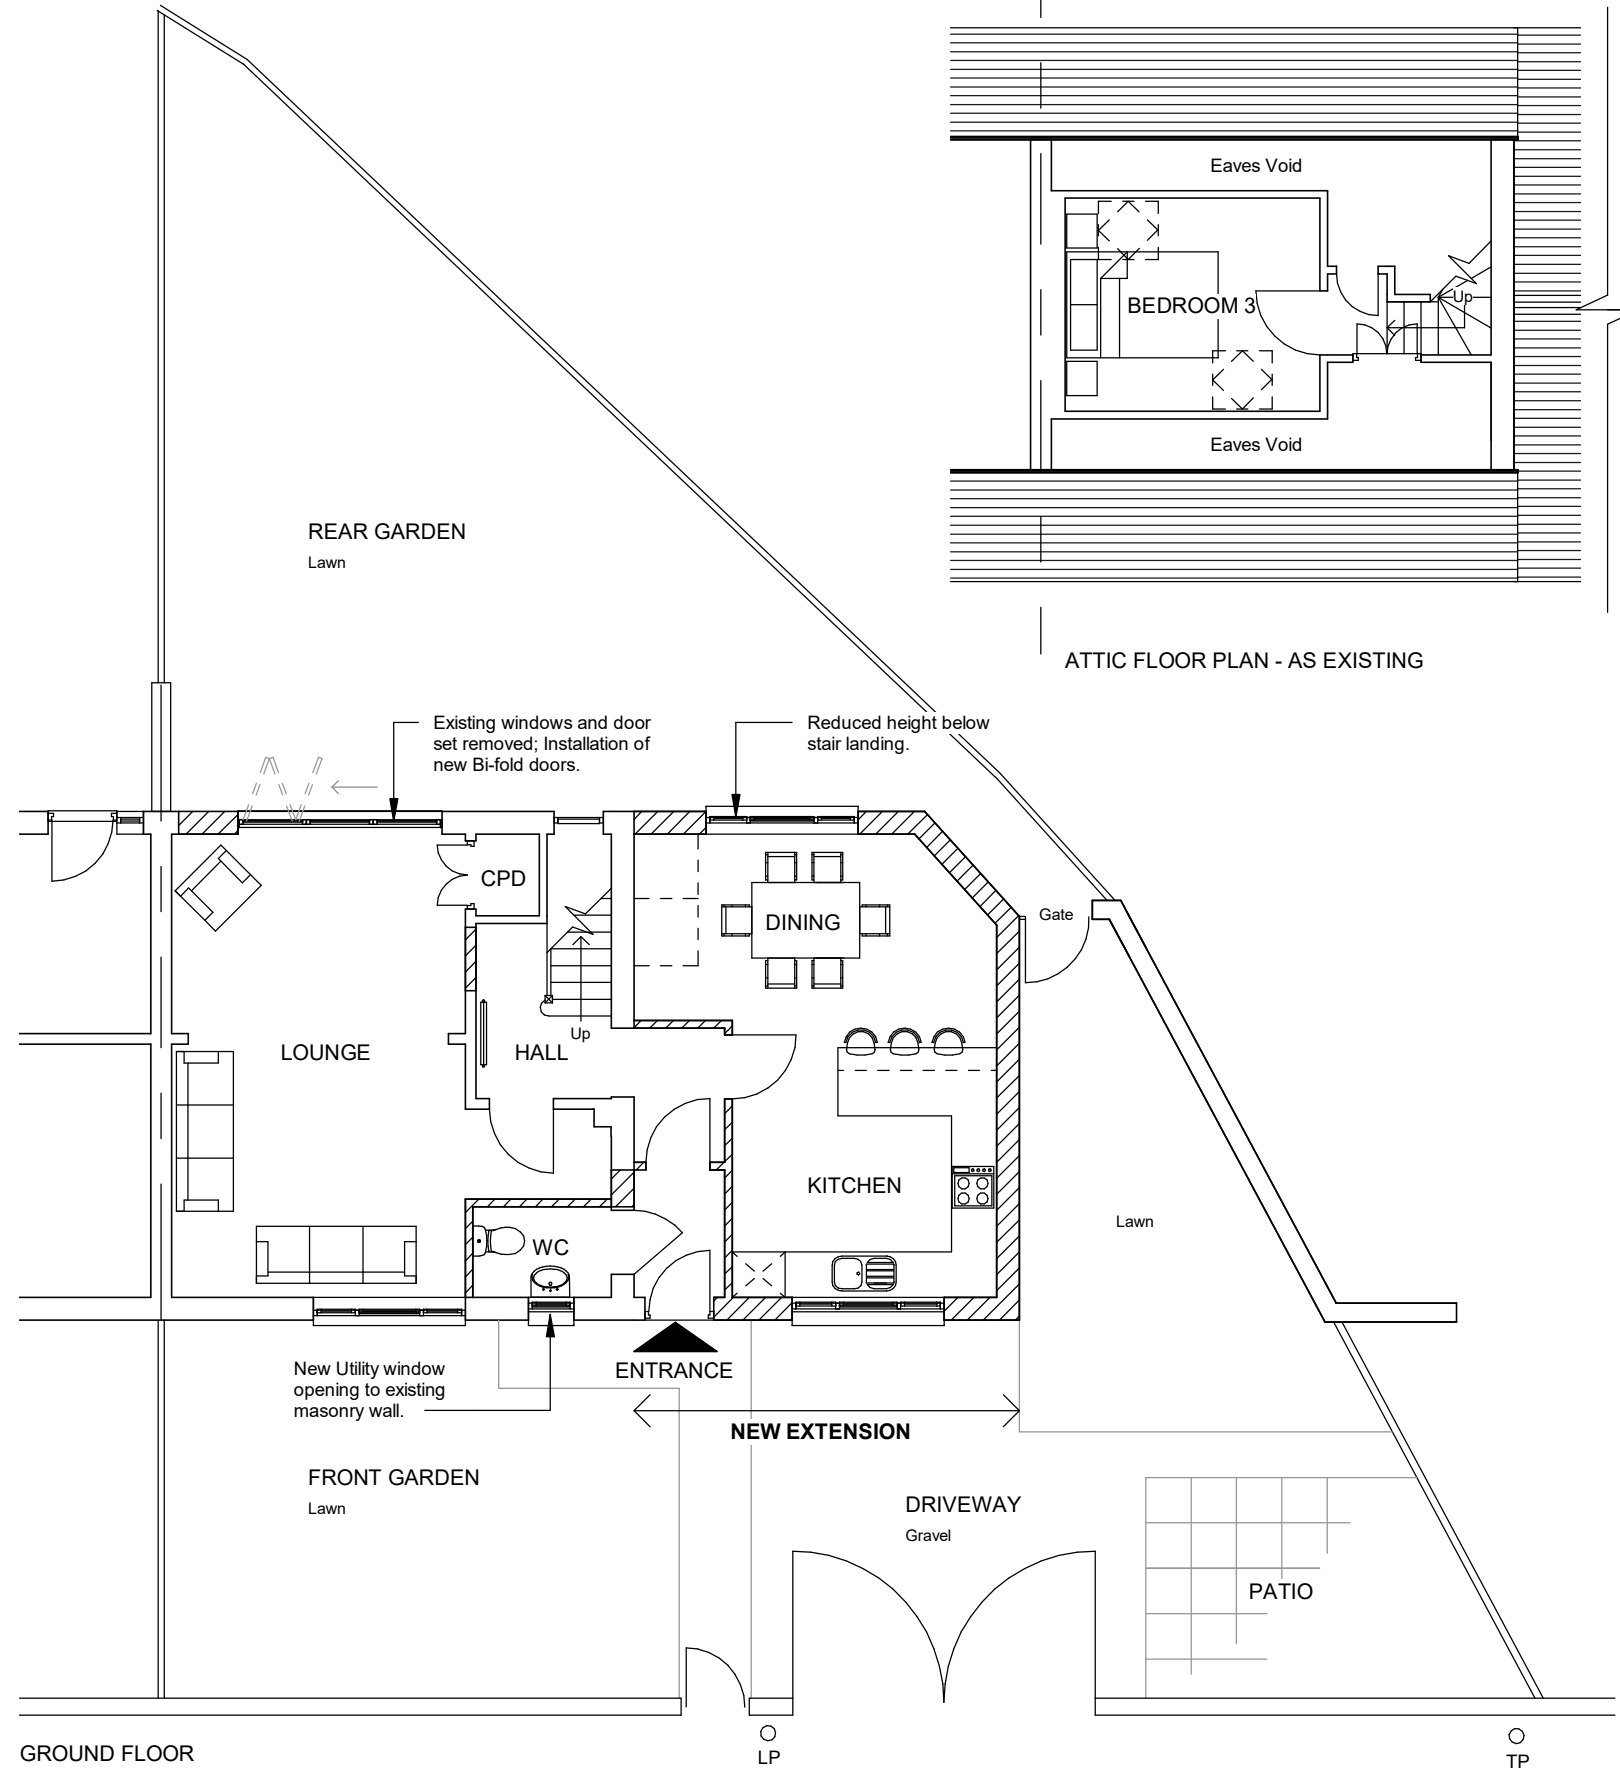 Eaves Void
Up
BEDROOM 3
Eaves Void
REAR GARDEN
Lawn
ATTIC FLOOR PLAN - AS EXISTING
Existing windows and door
set removed; Installation of
new Bi-fold doors.
Reduced height below
stair landing.
CPD
DINING
Gate
Up
LOUNGE
HALL
KITCHEN
Lawn
WC
New Utility window
opening to existing
masonry wall.
ENTRANCE
NEW EXTENSION
FRONT GARDEN
Lawn
DRIVEWAY
Gravel
PATIO
GROUND FLOOR
LP
TP